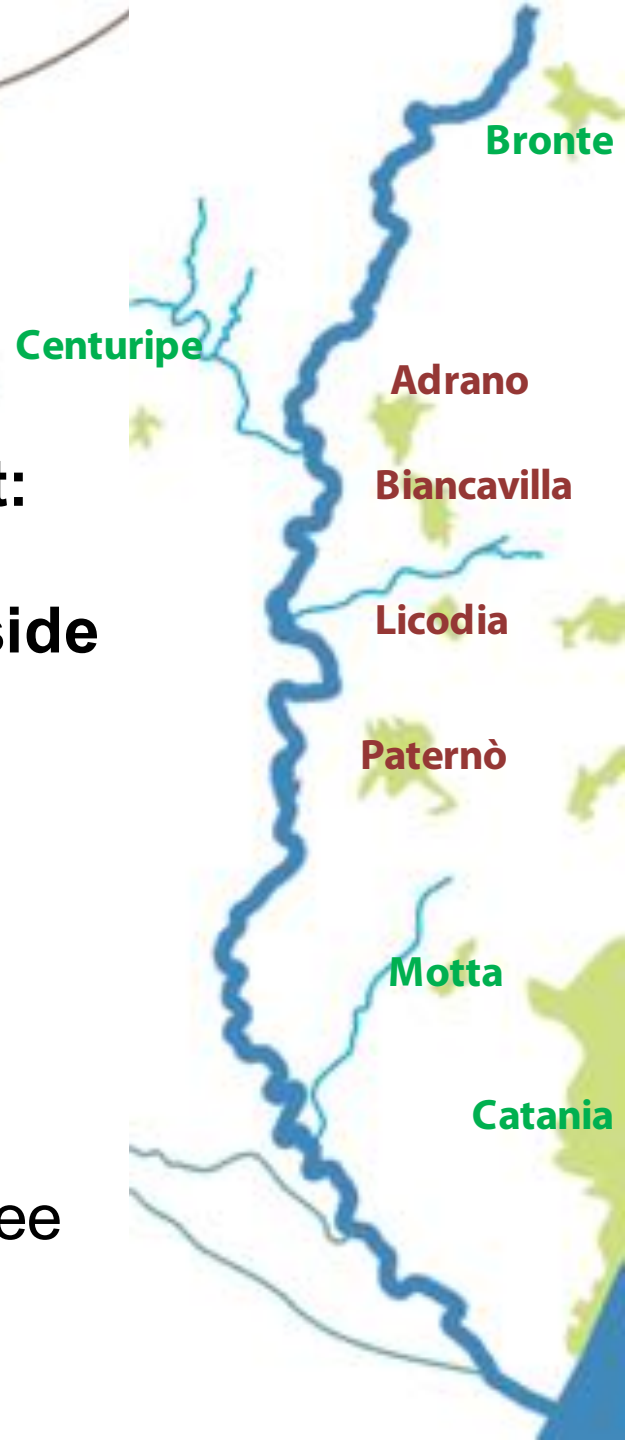 Bronte
Centuripe
Adrano
t:
Biancavilla
side
Licodia
Paternò
Motta
Catania
ee